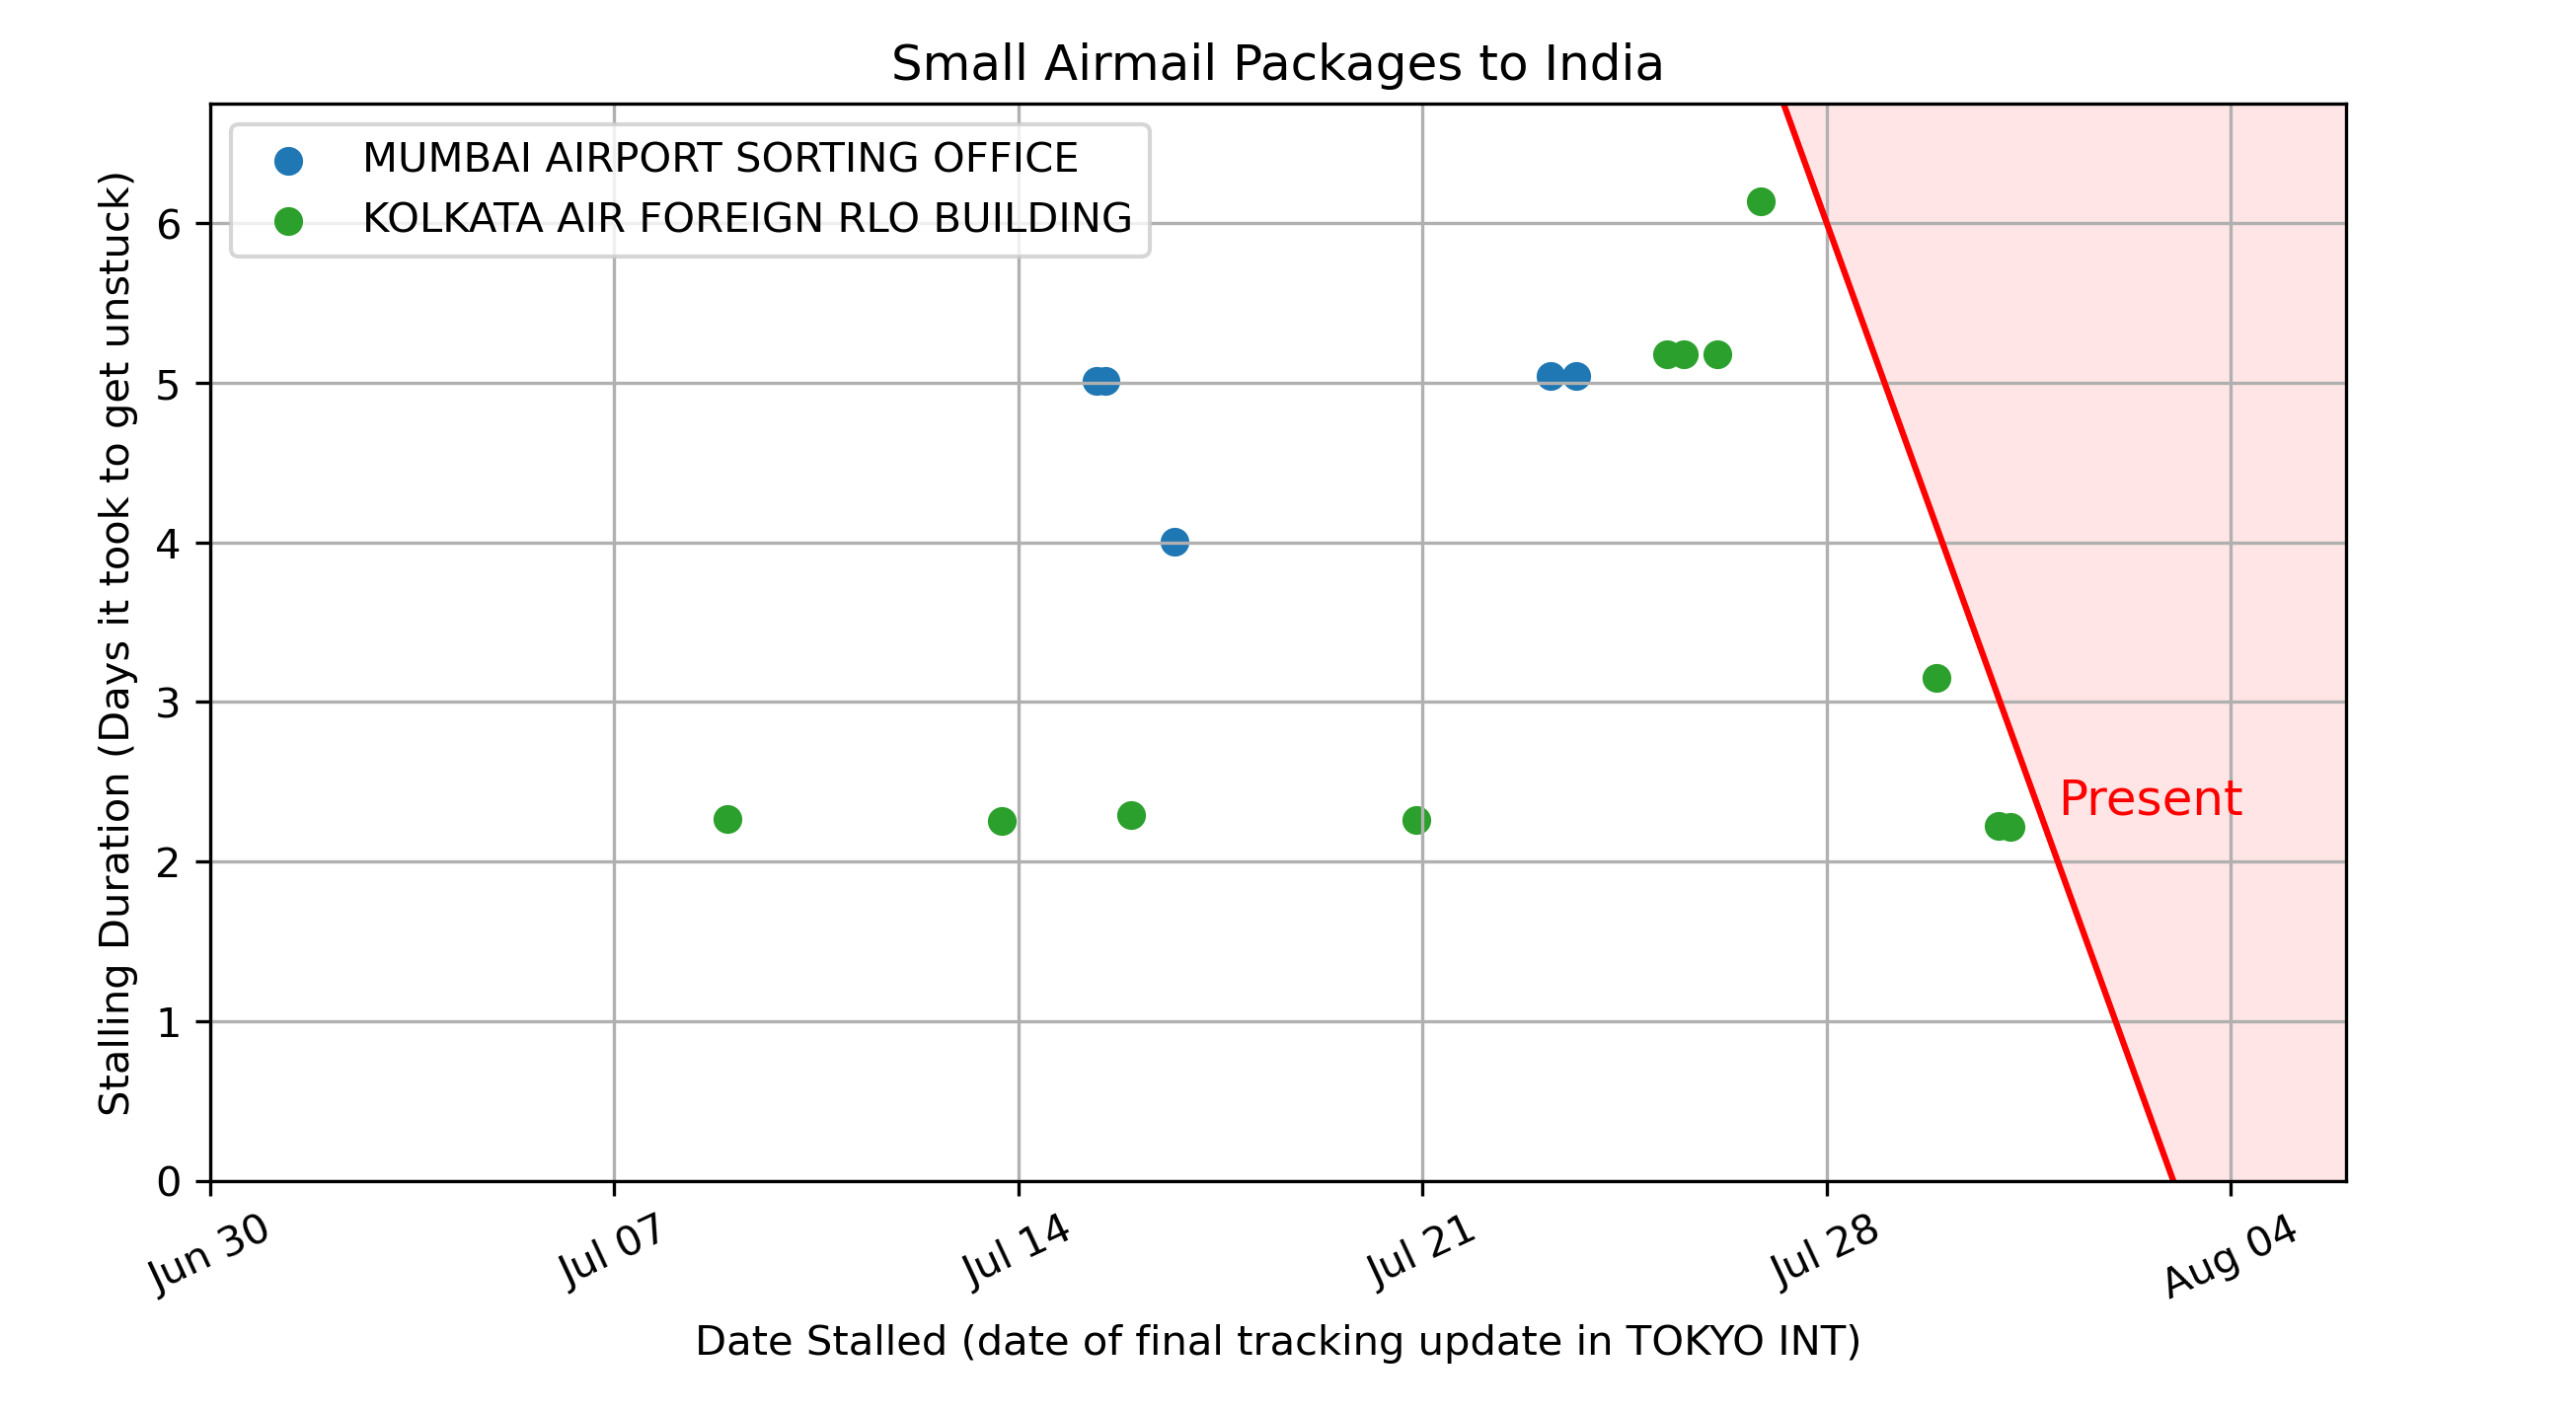 Small Airmail Packages to India
MUMBAI AIRPORT SORTING OFFICE
KOLKATA AIR FOREIGN RLO BUILDING
Stalling Duration (Days it took to get unstuck)
6
5
4
3
2
1
0
Present
Jun 30
Jul 07
Jul 14
Jul 21
Jul 28
Aug 04
Date Stalled (date of final tracking update in TOKYO INT)